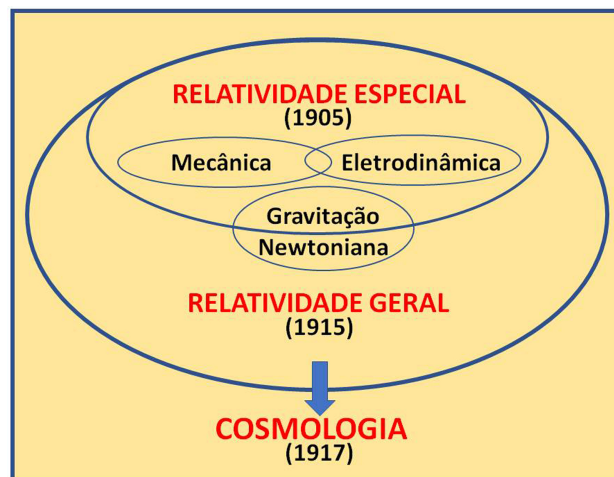 RELATIVIDADE ESPECIAL
(1905)
Mecânica
Eletrodinâmica
Gravitação
Newtoniana
RELATIVIDADE GERAL
(1915)
COSMOLOGIA
(1917)